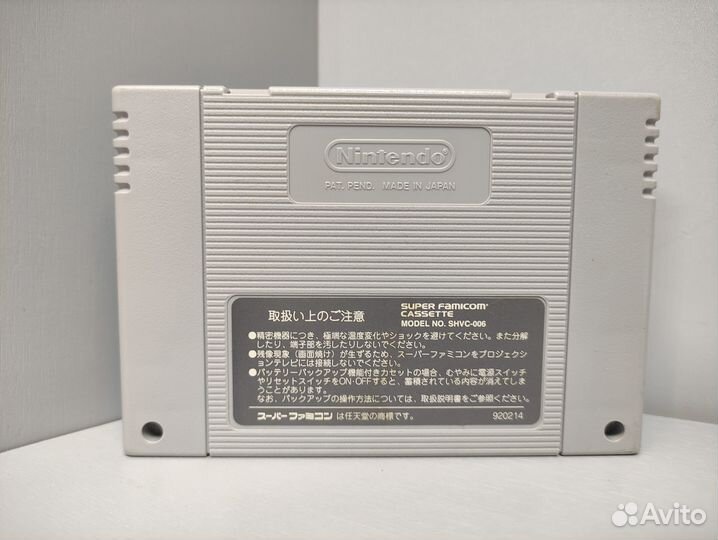 Nintendo®
PAT. PEND. MADE IN JAPAN
取扱い上のご注意
SUPER FAMICOM®
CASSETTE
MODEL NO. SHVC-006
●精密機器につき、極端な温度変化やショックを避けてください。また分解
したり、端子部を汚したりしないでください。
●残像現象（画面焼け）が生ずるため、スーパーファミコンをプロジェクシ
ョンテレビには接続しないでください。
●バッテリーバックアップ機能付きカセットの場合、むやみに電源スイッチ
やリセットスイッチをON・OFFすると、蓄積されている内容が消えてしま
うことがあります。
なお、バックアップの操作方法については、取扱説明書をご参照ください。
スーパーファミコン は任天堂の商標です。
920214
Avito